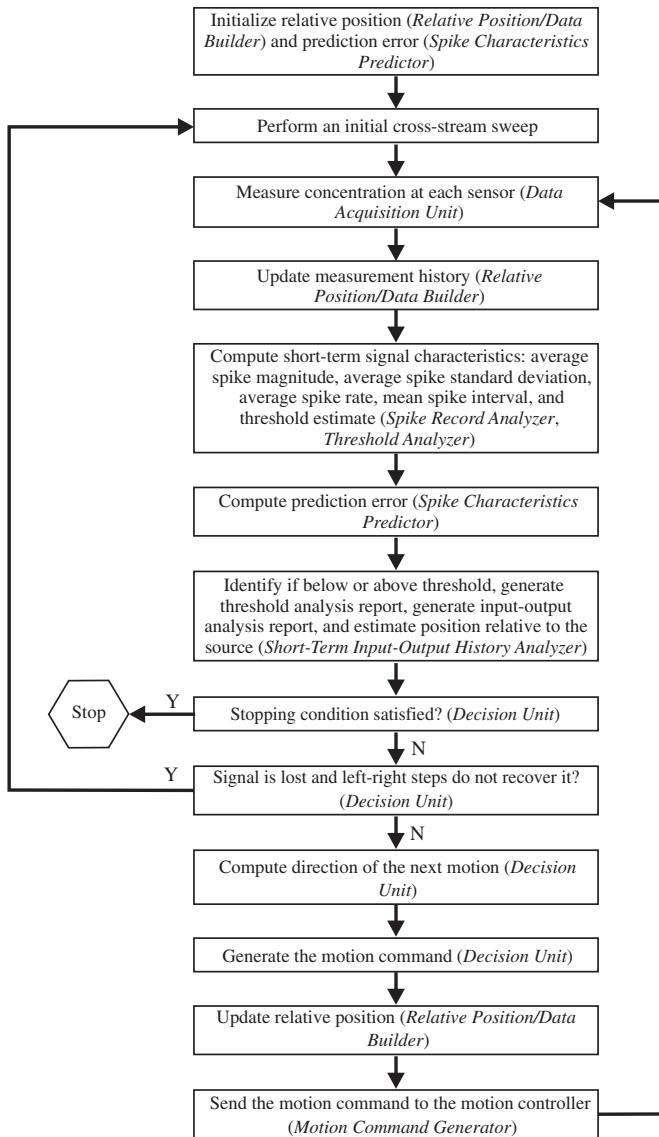 Initialize relative position (Relative Position/Data
Builder) and prediction error (Spike Characteristics
Predictor)
Perform an initial cross-stream sweep
Measure concentration at each sensor (Data
Acquisition Unit)
Update measurement history (Relative
Position/Data Builder)
Compute short-term signal characteristics: average
spike magnitude, average spike standard deviation,
average spike rate, mean spike interval, and
threshold estimate (Spike Record Analyzer,
Threshold Analyzer)
Compute prediction error (Spike Characteristics
Predictor)
Identify if below or above threshold, generate
threshold analysis report, generate input-output
analysis report, and estimate position relative to the
source (Short-Term Input-Output History Analyzer)
Stop
Y
Stopping condition satisfied? (Decision Unit)
N
Y
Signal is lost and left-right steps do not recover it?
(Decision Unit)
N
Compute direction of the next motion (Decision
Unit)
Generate the motion command (Decision Unit)
Update relative position (Relative Position/Data
Builder)
Send the motion command to the motion controller
(Motion Command Generator)